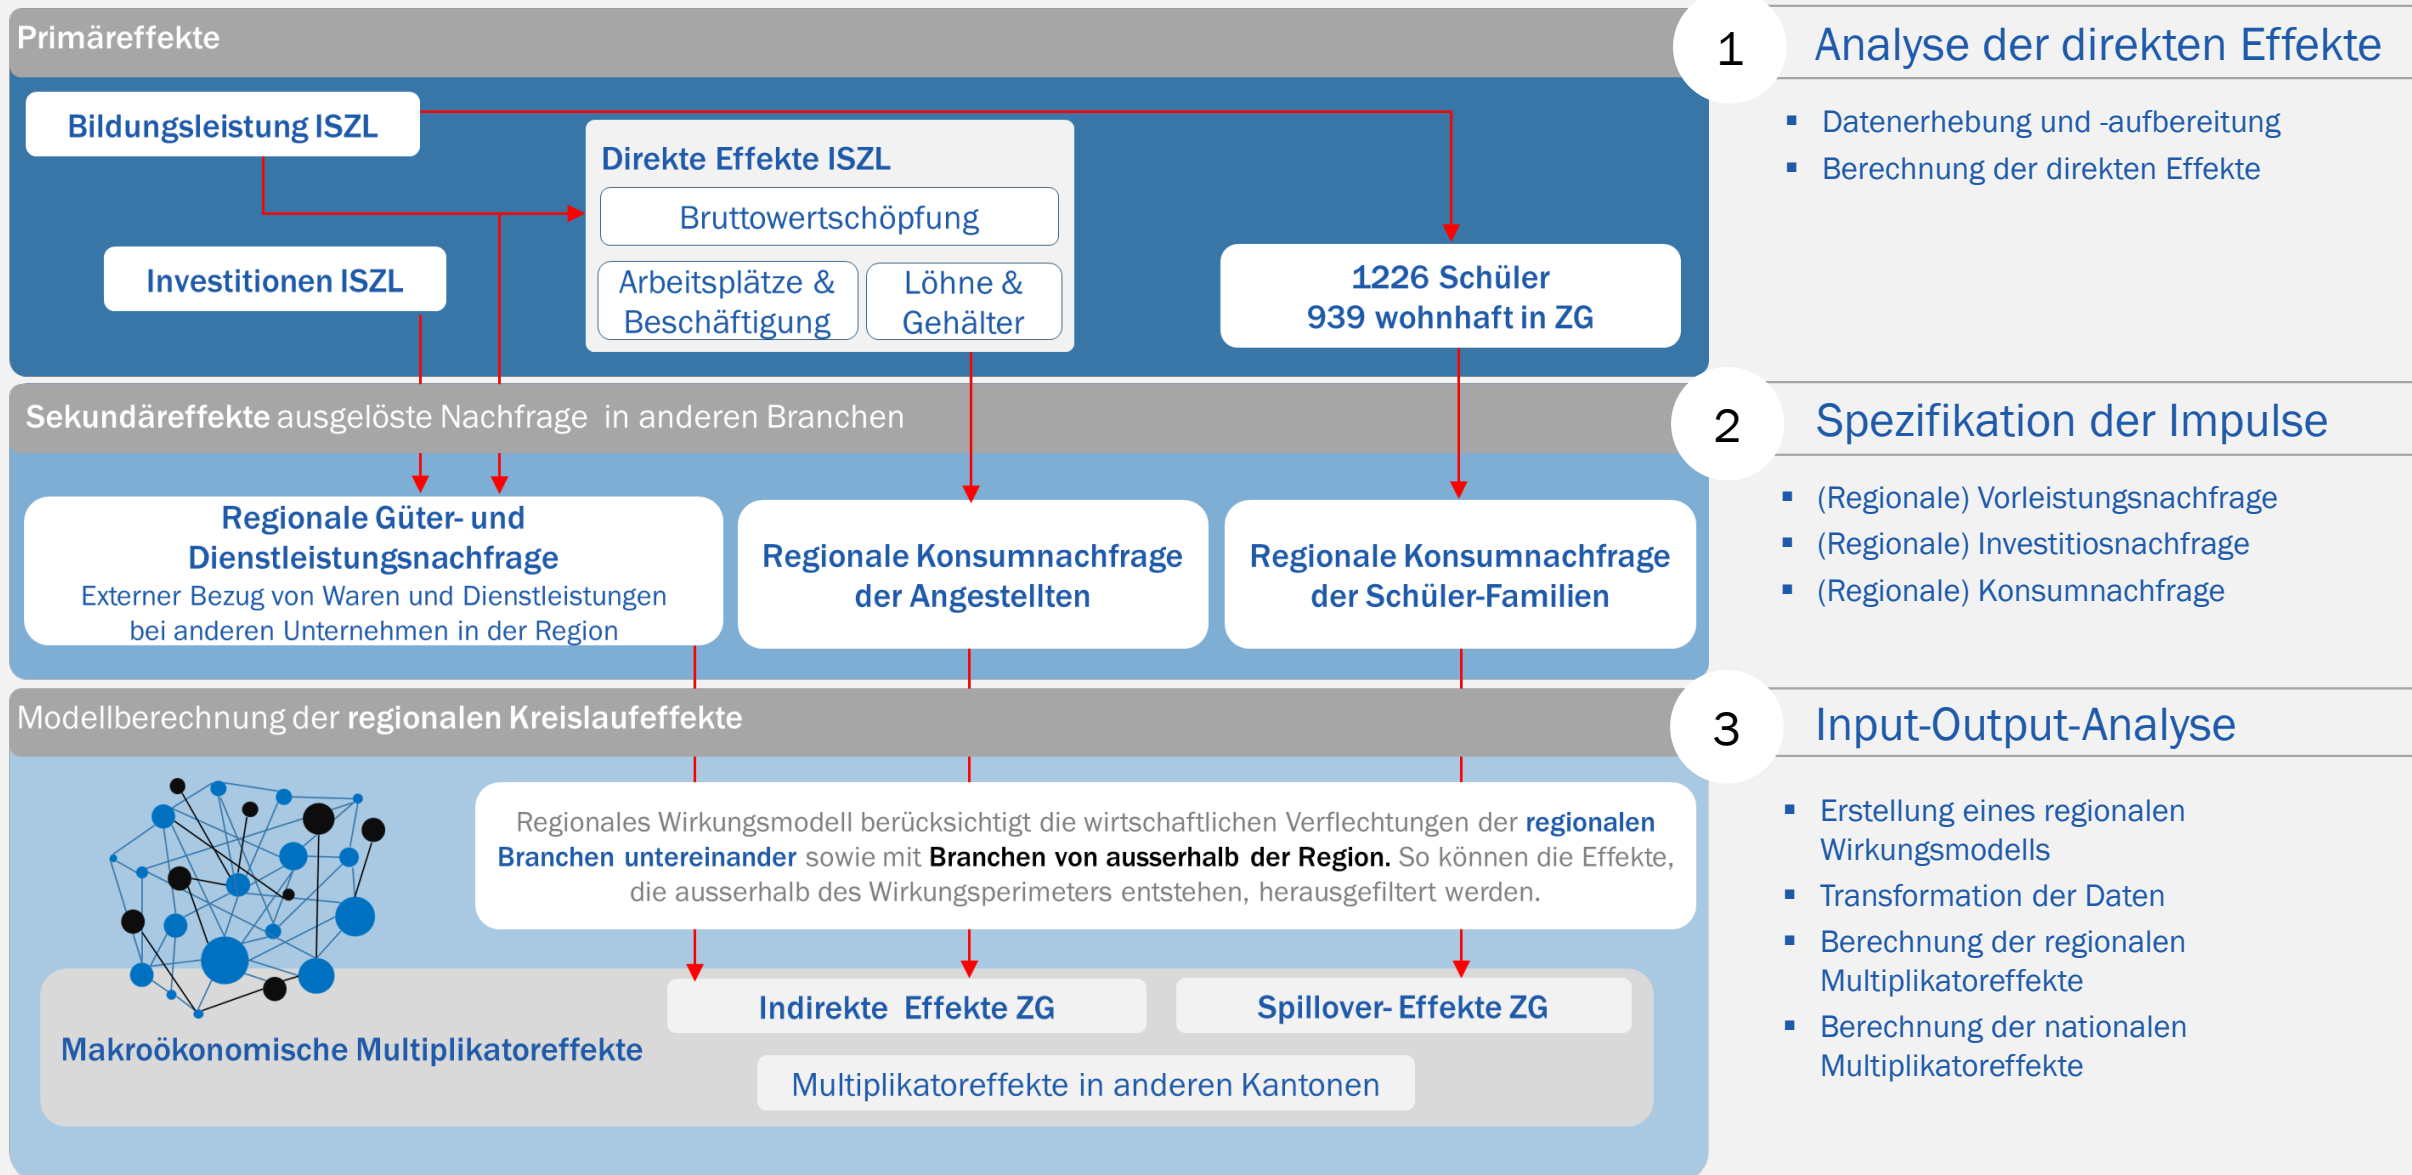 Primäreffekte
1
Analyse der direkten Effekte
Bildungsleistung ISZL
Direkte Effekte ISZL
Bruttowertschöpfung
Arbeitsplätze &
Beschäftigung
Löhne &
Gehälter
Investitionen ISZL
1226 Schüler
939 wohnhaft in ZG
▪ Datenerhebung und -aufbereitung
▪ Berechnung der direkten Effekte
Sekundäreffekte ausgelöste Nachfrage in anderen Branchen
2
Spezifikation der Impulse
Regionale Güter- und
Dienstleistungsnachfrage
Externer Bezug von Waren und Dienstleistungen
bei anderen Unternehmen in der Region
Regionale Konsumnachfrage
der Angestellten
Regionale Konsumnachfrage
der Schüler-Familien
▪ (Regionale) Vorleistungsnachfrage
▪ (Regionale) Investitiosnachfrage
▪ (Regionale) Konsumnachfrage
Modellberechnung der regionalen Kreislaufeffekte
3
Input-Output-Analyse
Regionales Wirkungsmodell berücksichtigt die wirtschaftlichen Verflechtungen der regionalen
Branchen untereinander sowie mit Branchen von ausserhalb der Region. So können die Effekte,
die ausserhalb des Wirkungsperimeters entstehen, herausgefiltert werden.
Makroökonomische Multiplikatoreffekte
Indirekte Effekte ZG
Spillover- Effekte ZG
Multiplikatoreffekte in anderen Kantonen
▪ Erstellung eines regionalen
Wirkungsmodells
▪ Transformation der Daten
▪ Berechnung der regionalen
Multiplikatoreffekte
▪ Berechnung der nationalen
Multiplikatoreffekte